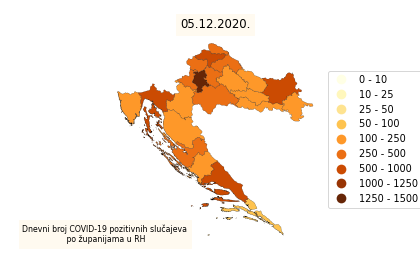 05.12.2020.
0 - 10
10 - 25
25 - 50
50 - 100
100 - 250
250 - 500
500 - 1000
1000 - 1250
1250 - 1500
Dnevni broj COVID-19 pozitivnih slučajeva
po županijama u RH